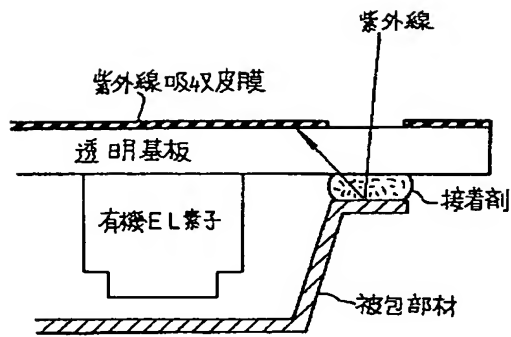 紫外線
紫外線吸収皮膜
透明基板
有機EL素子
接着剤
被包部材